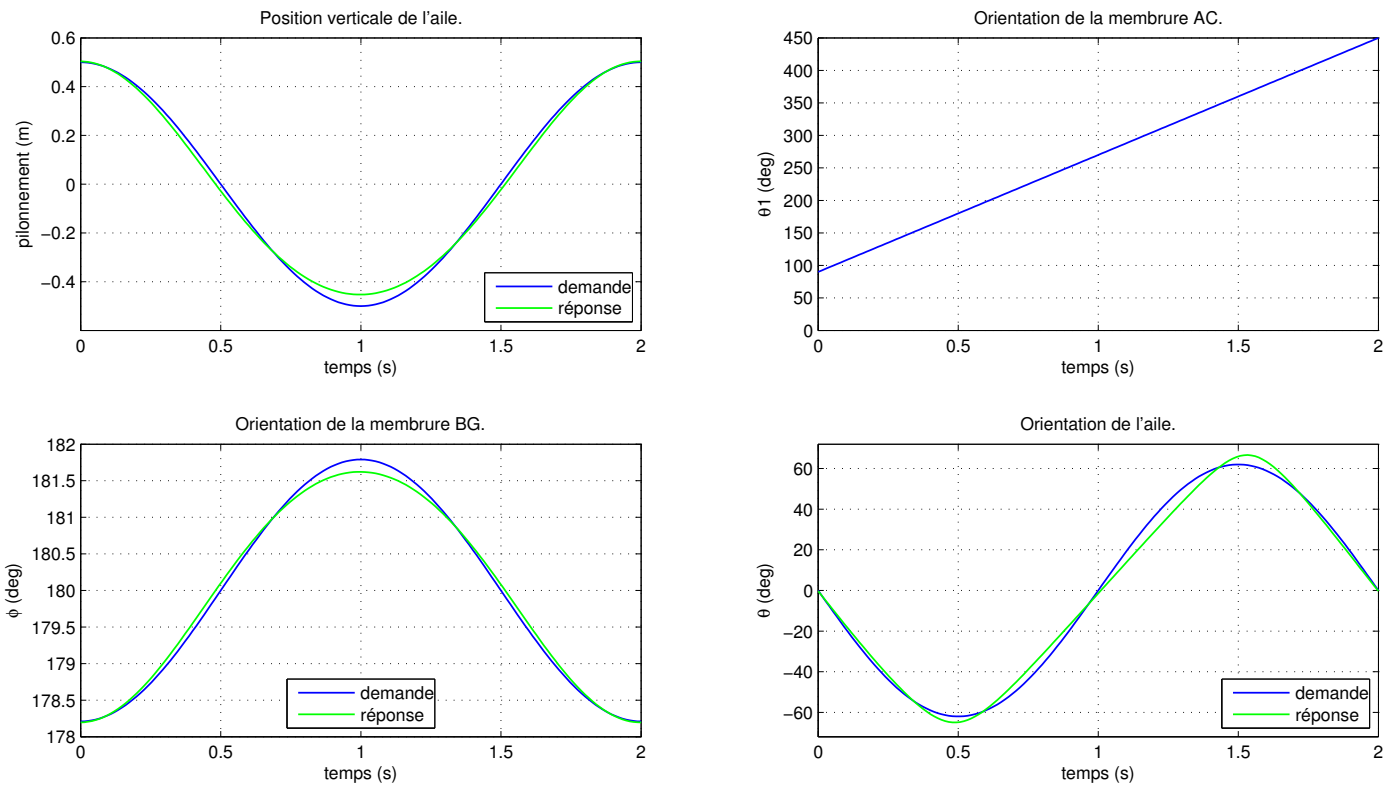 Position verticale de l'aile.
0.6
0.4
0.2
0
−0.2
−0.4
pilonnement (m)
demande
réponse
0
0.5
1
1.5
2
temps (s)
Orientation de la membrure AC.
450
400
350
300
250
200
150
100
50
0
θ1 (deg)
0
0.5
1
1.5
2
temps (s)
Orientation de la membrure BG.
182
181.5
181
180.5
180
179.5
179
178.5
178
ϕ (deg)
demande
réponse
0
0.5
1
1.5
2
temps (s)
Orientation de l'aile.
60
40
20
0
−20
−40
−60
θ (deg)
demande
réponse
0
0.5
1
1.5
2
temps (s)